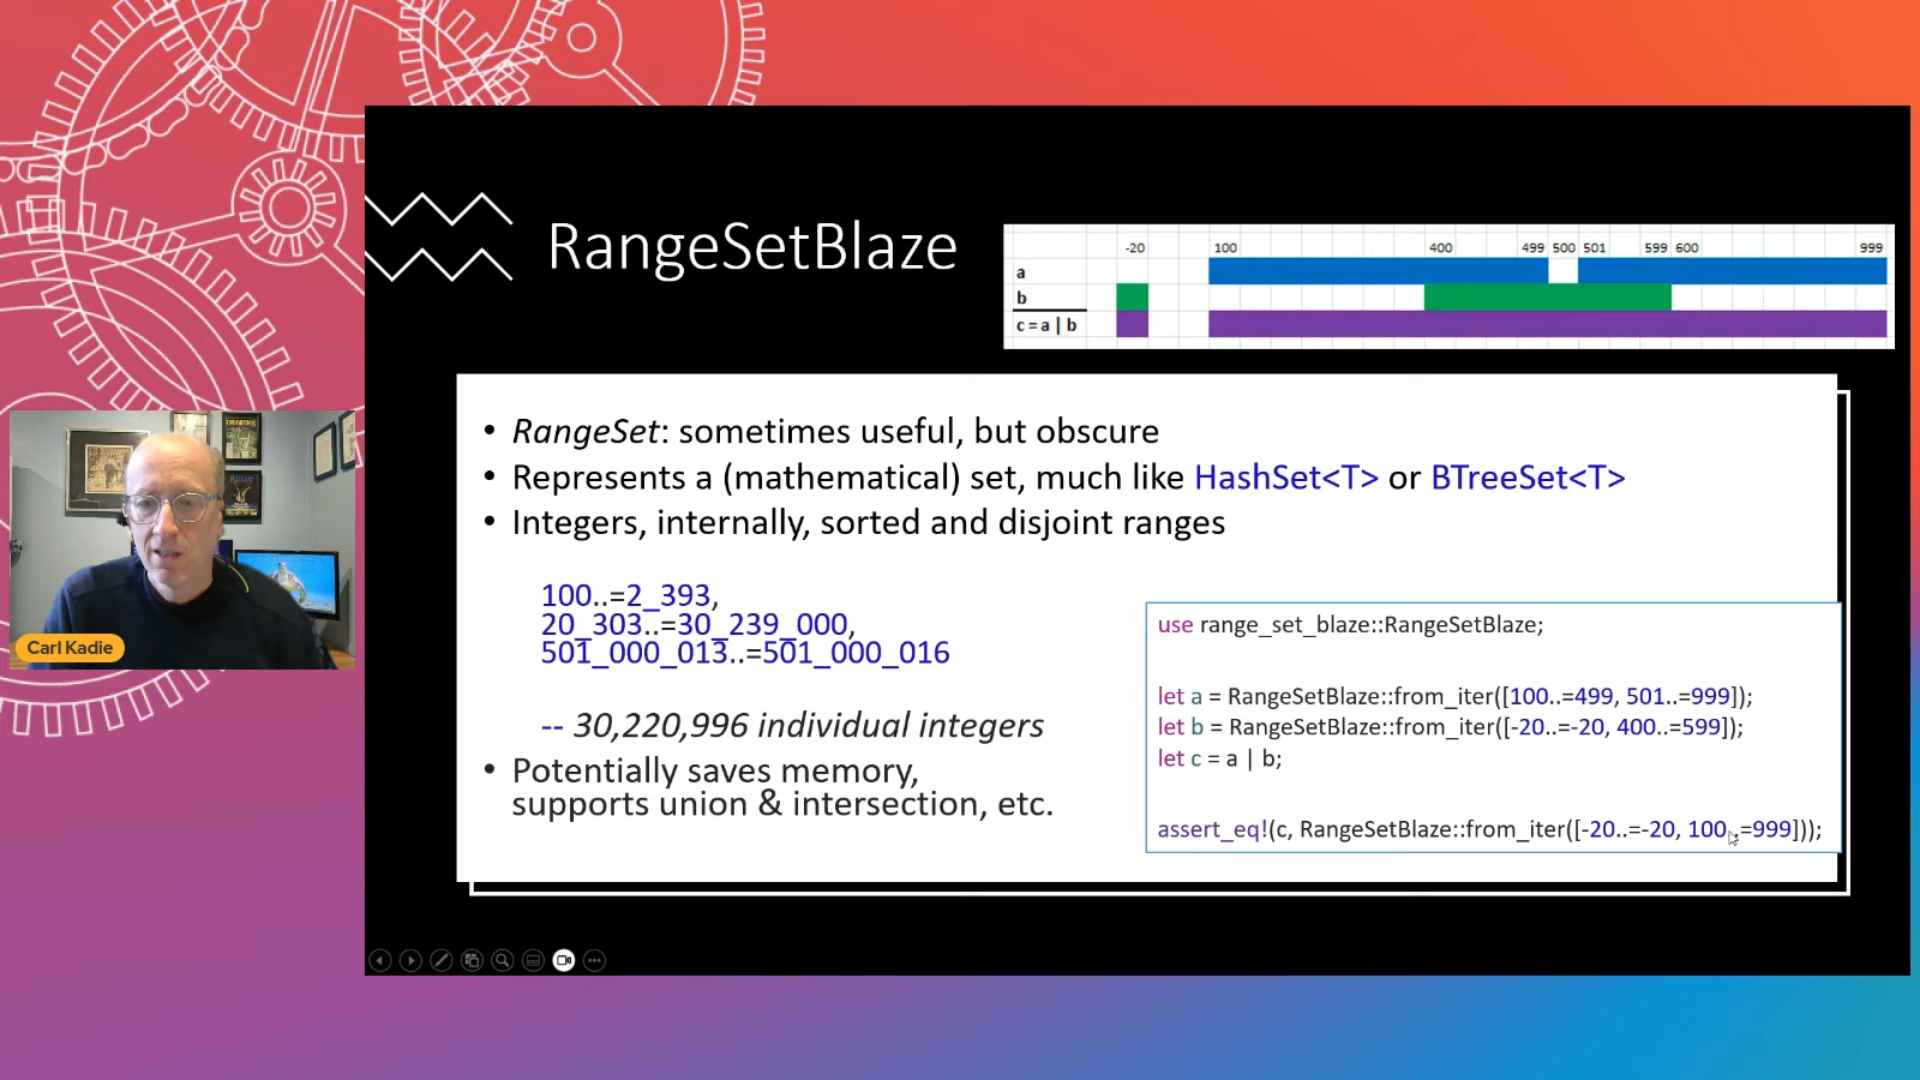 RangeSetBlaze
-20 100 400 499 500 501 599 600 999
a
b
c = a | b
• RangeSet: sometimes useful, but obscure
• Represents a (mathematical) set, much like HashSet<T> or BTreeSet<T>
• Integers, internally, sorted and disjoint ranges
100..=2_393,
20_303..=30_239_000,
501_000_013..=501_000_016
-- 30,220,996 individual integers
• Potentially saves memory,
supports union & intersection, etc.
use range_set_blaze::RangeSetBlaze;
let a = RangeSetBlaze::from_iter([100..=499, 501..=999]);
let b = RangeSetBlaze::from_iter([-20..=-20, 400..=599]);
let c = a | b;
assert_eq!(c, RangeSetBlaze::from_iter([-20..=-20, 100..=999]));
Carl Kadie